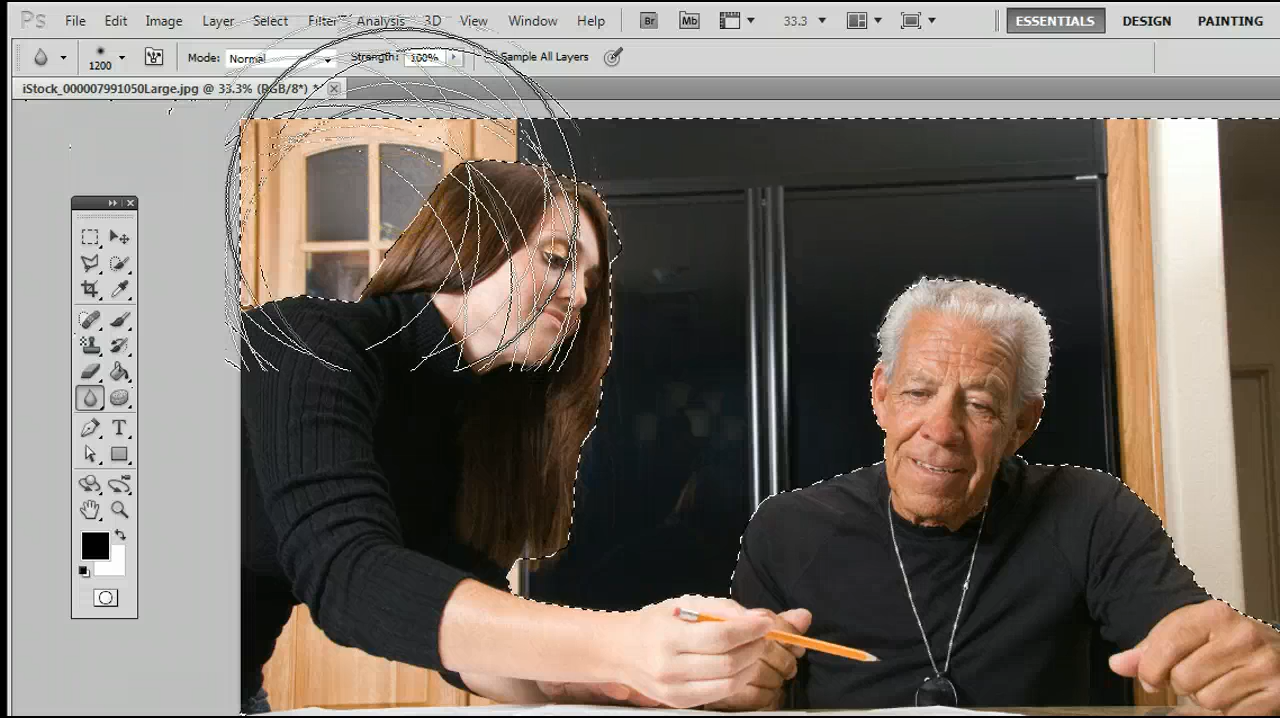 Ps File Edit Image Layer Select Filter Analysis 3D View Window Help Br Mb 33.3 ESSENTIALS DESIGN PAINTING
1200 Mode: Normal Strength: 100% Sample All Layers
iStock_000007991050Large.jpg @ 33.3% (RGB/8*) *
T